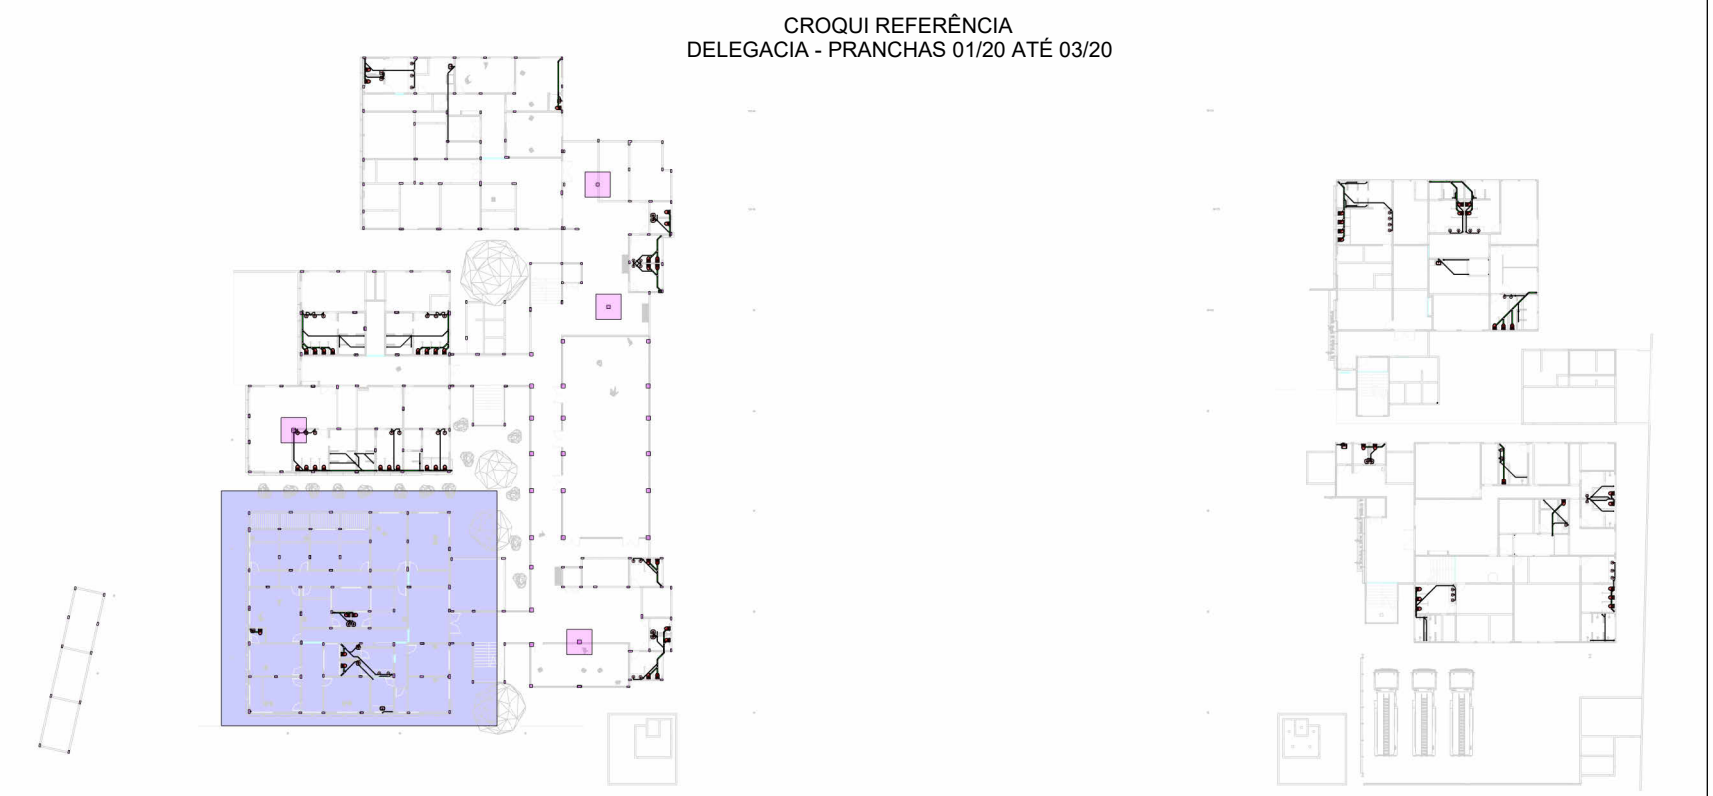 CROQUI REFERÊNCIA
DELEGACIA - PRANCHAS 01/20 ATÉ 03/20